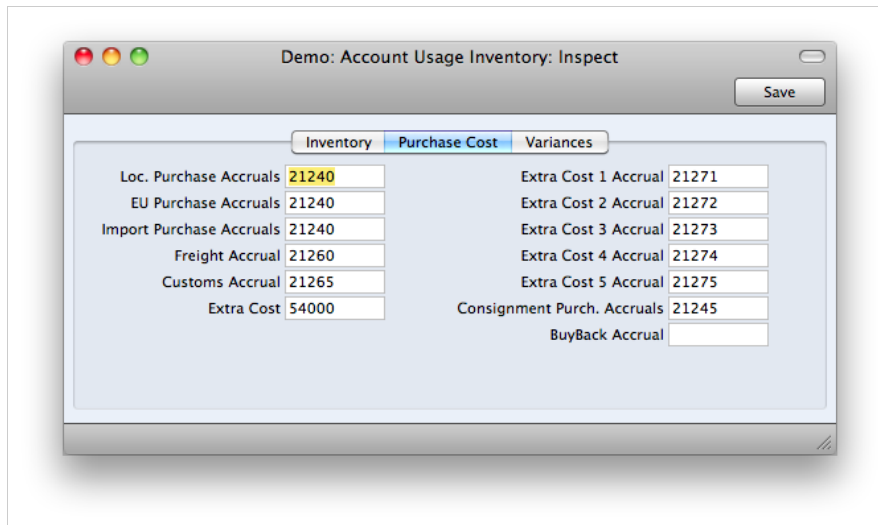 Demo: Account Usage Inventory: Inspect
Save
Inventory Purchase Cost Variances
Loc. Purchase Accruals 21240
EU Purchase Accruals 21240
Import Purchase Accruals 21240
Freight Accrual 21260
Customs Accrual 21265
Extra Cost 54000
Extra Cost 1 Accrual 21271
Extra Cost 2 Accrual 21272
Extra Cost 3 Accrual 21273
Extra Cost 4 Accrual 21274
Extra Cost 5 Accrual 21275
Consignment Purch. Accruals 21245
BuyBack Accrual